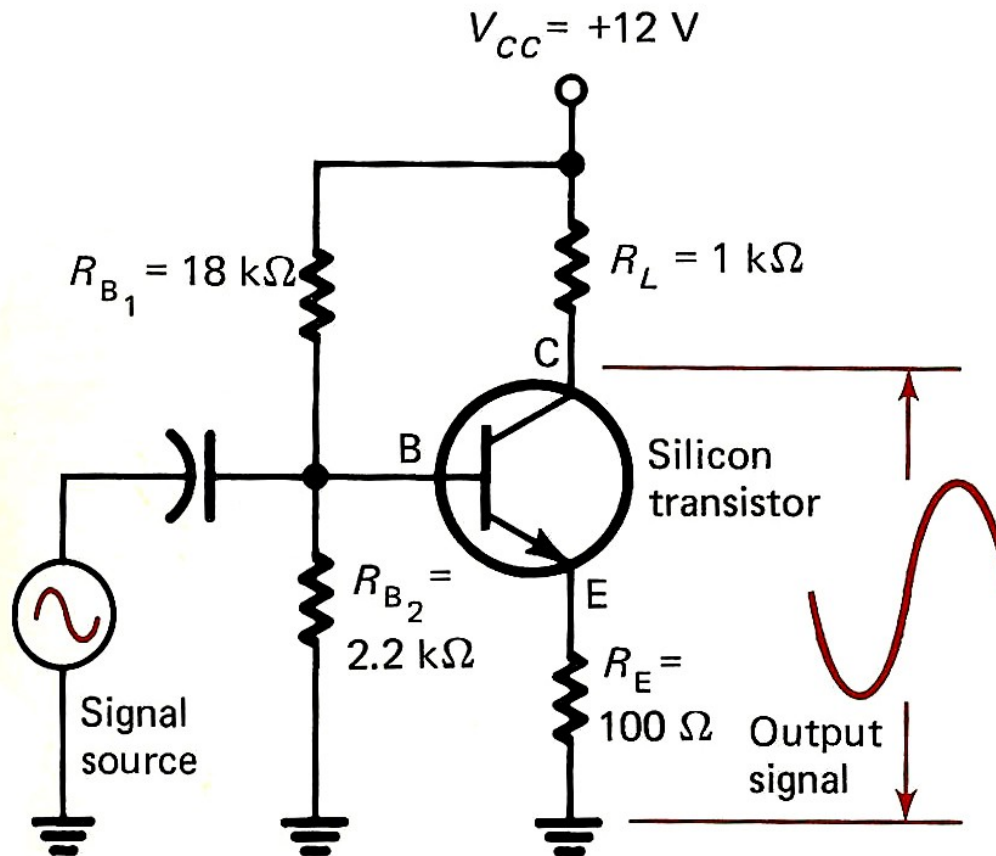 V_CC = +12 V
R_B₁ = 18 kΩ
R_L = 1 kΩ
C
B
Silicon
transistor
R_B₂ =
2.2 kΩ
E
R_E =
100 Ω
Signal
source
Output
signal